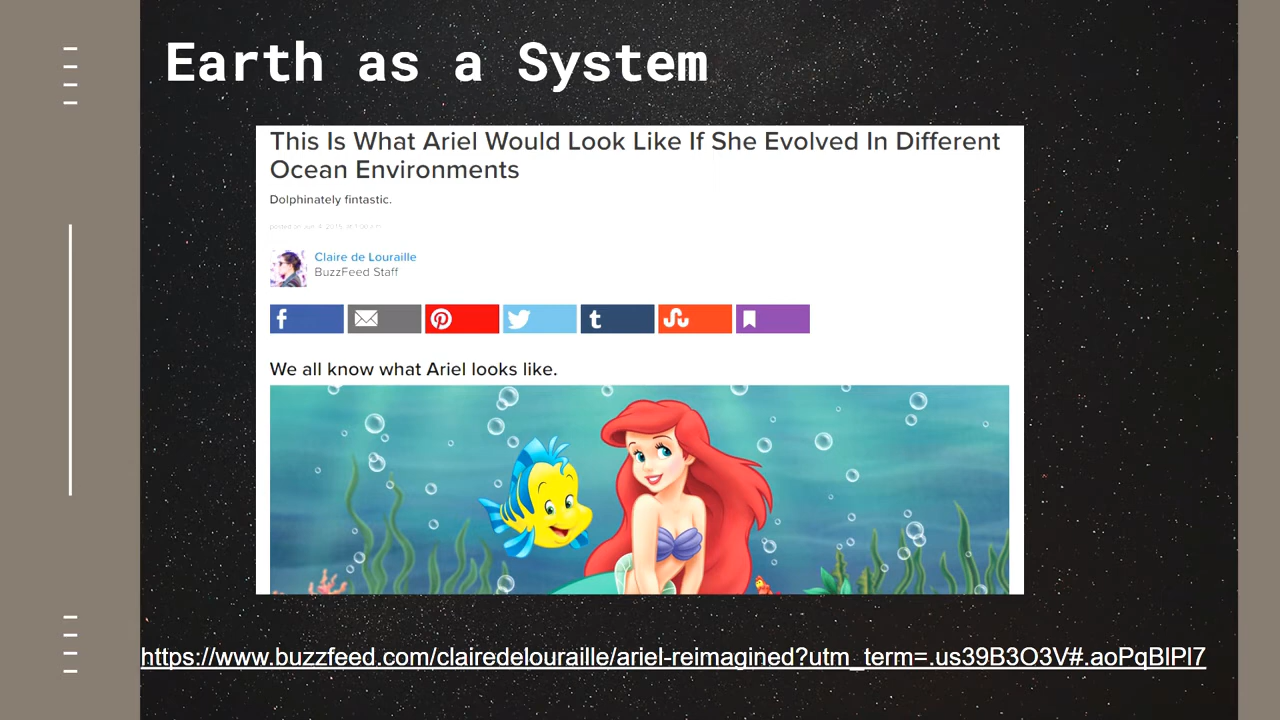 Earth as a System
This Is What Ariel Would Look Like If She Evolved In Different
Ocean Environments
Dolphinately fintastic.
Claire de Louraille
BuzzFeed Staff
We all know what Ariel looks like.
https://www.buzzfeed.com/clairedelouraille/ariel-reimagined?utm_term=.us39B3O3V#.aoPqBlPl7